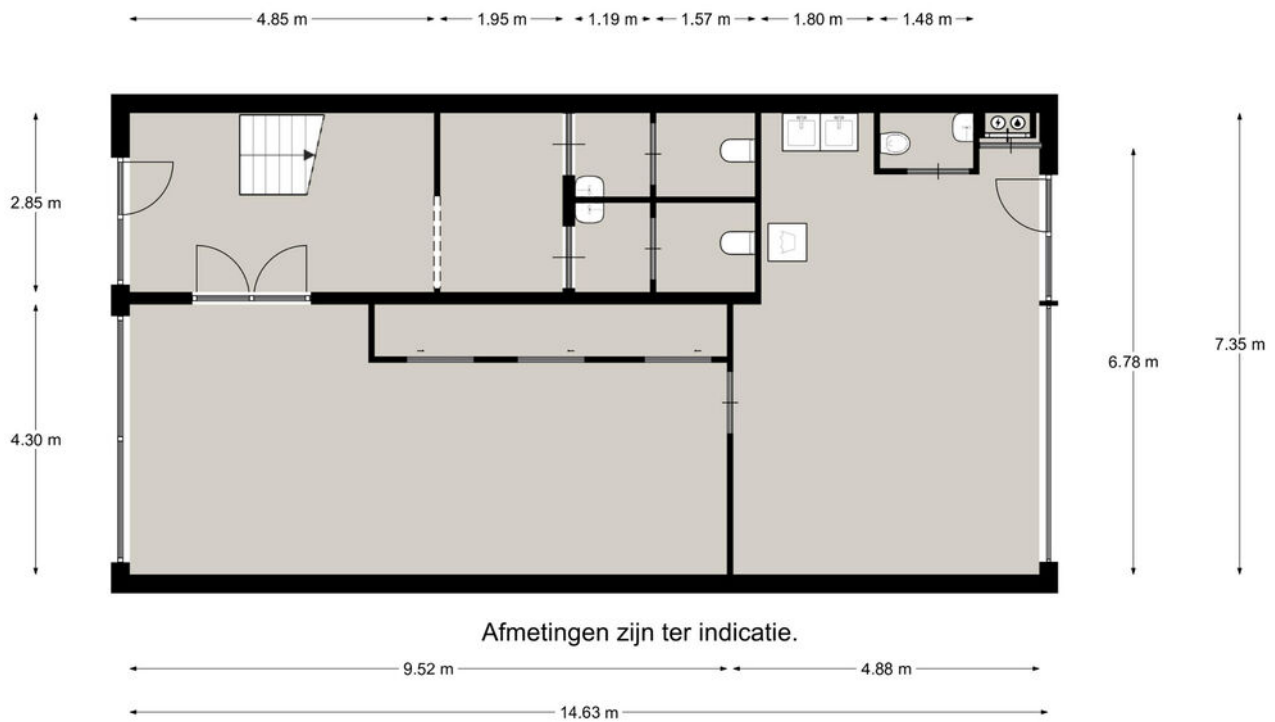 4.85 m
1.95 m
1.19 m
1.57 m
1.80 m
1.48 m
2.85 m
4.30 m
6.78 m
7.35 m
Afmetingen zijn ter indicatie.
9.52 m
4.88 m
14.63 m